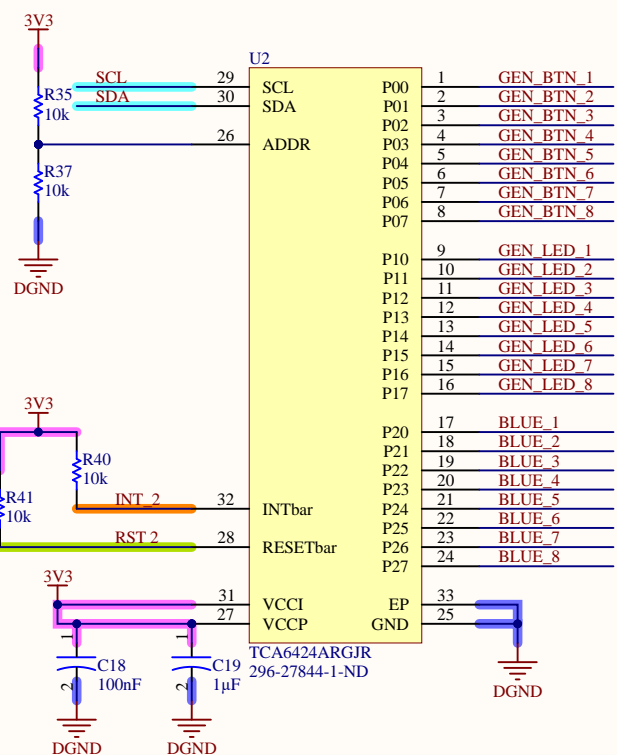 3V3
U2
SCL 29 SCL P00 1 GEN_BTN_1
R35 SDA 30 SDA P01 2 GEN_BTN_2
10k P02 3 GEN_BTN_3
26 ADDR P03 4 GEN_BTN_4
P04 5 GEN_BTN_5
R37 P05 6 GEN_BTN_6
10k P06 7 GEN_BTN_7
P07 8 GEN_BTN_8
P10 9 GEN_LED_1
P11 10 GEN_LED_2
DGND P12 11 GEN_LED_3
P13 12 GEN_LED_4
P14 13 GEN_LED_5
P15 14 GEN_LED_6
P16 15 GEN_LED_7
P17 16 GEN_LED_8
3V3
P20 17 BLUE_1
P21 18 BLUE_2
R40 P22 19 BLUE_3
10k P23 20 BLUE_4
R41 INT_2 32 INTbar P24 21 BLUE_5
10k P25 22 BLUE_6
RST 2 28 RESETbar P26 23 BLUE_7
P27 24 BLUE_8
3V3
31 VCCI EP 33
27 VCCP GND 25
1 1
TCA6424ARGJR
C18 C19 296-27844-1-ND
100nF 1µF
2 2
DGND
DGND DGND